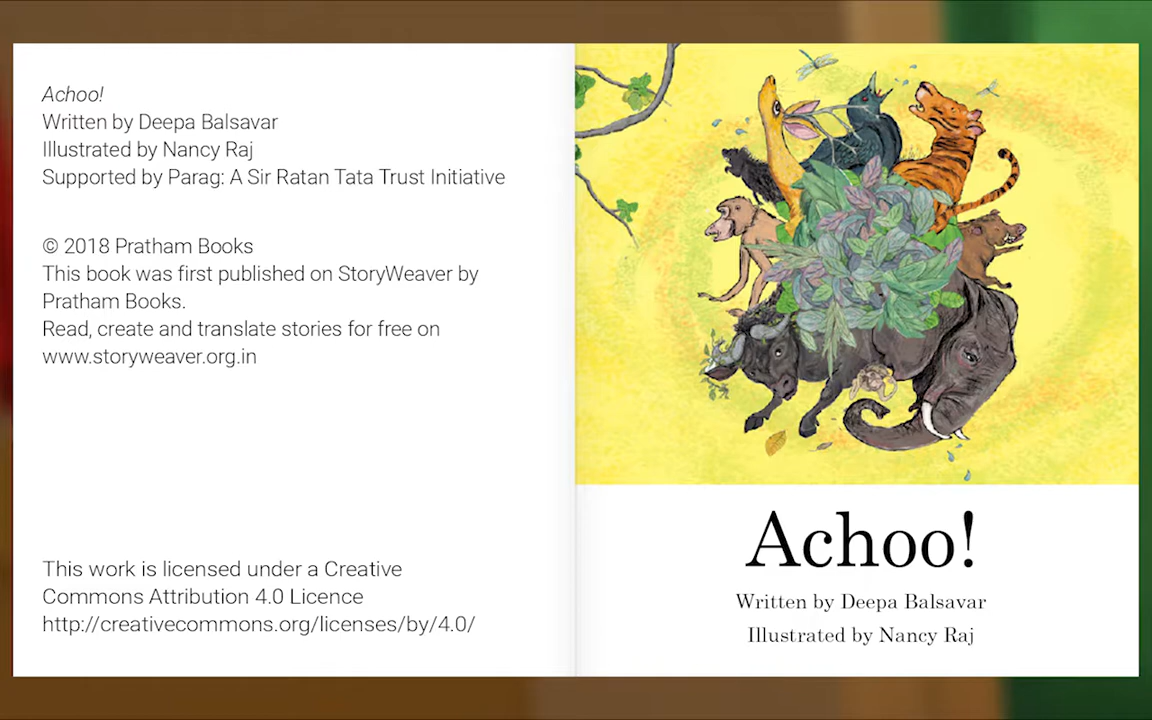 Achoo!
Written by Deepa Balsavar
Illustrated by Nancy Raj
Supported by Parag: A Sir Ratan Tata Trust Initiative
© 2018 Pratham Books
This book was first published on StoryWeaver by
Pratham Books.
Read, create and translate stories for free on
www.storyweaver.org.in
This work is licensed under a Creative
Commons Attribution 4.0 Licence
http://creativecommons.org/licenses/by/4.0/
Achoo!
Written by Deepa Balsavar
Illustrated by Nancy Raj